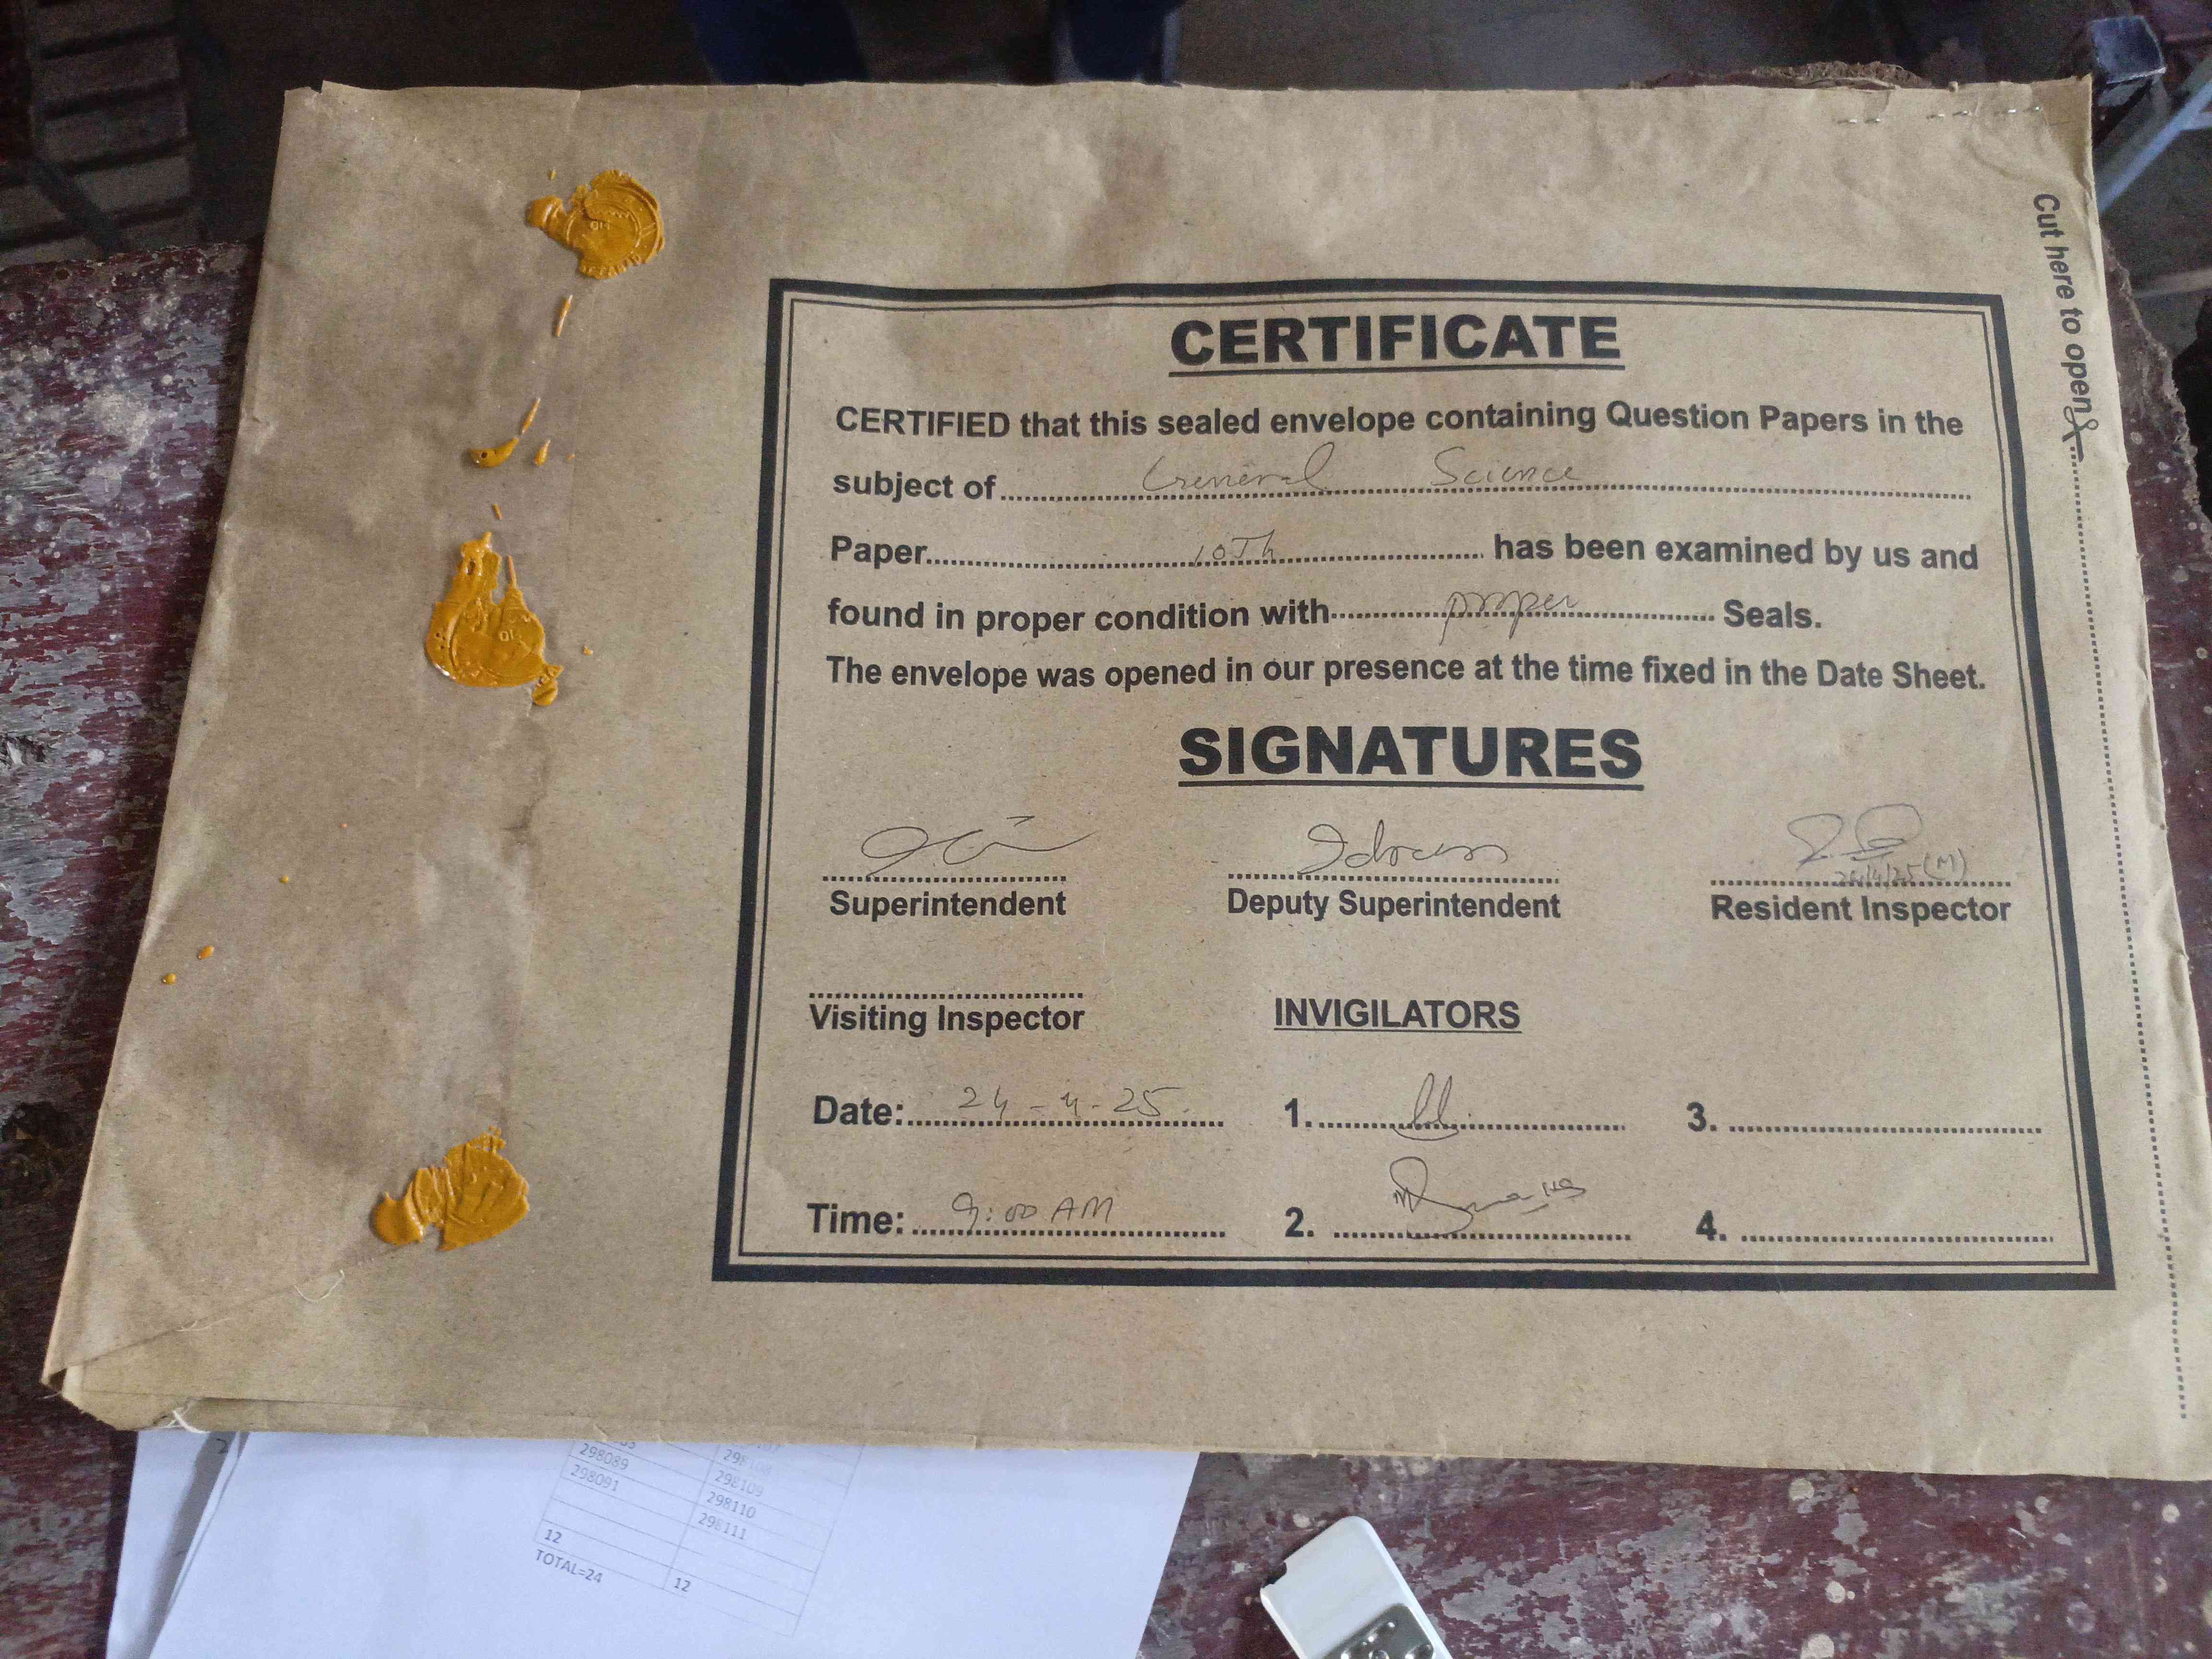 Cut here to open
CERTIFICATE
CERTIFIED that this sealed envelope containing Question Papers in the
subject of General Science
Paper 10Th has been examined by us and
found in proper condition with proper Seals.
The envelope was opened in our presence at the time fixed in the Date Sheet.
SIGNATURES
Superintendent Deputy Superintendent Resident Inspector
Visiting Inspector INVIGILATORS
Date: 24-4-25 1. 3.
Time: 9:00 AM 2. 4.
298089 298109
298091 298110
298111
12
TOTAL=24 12